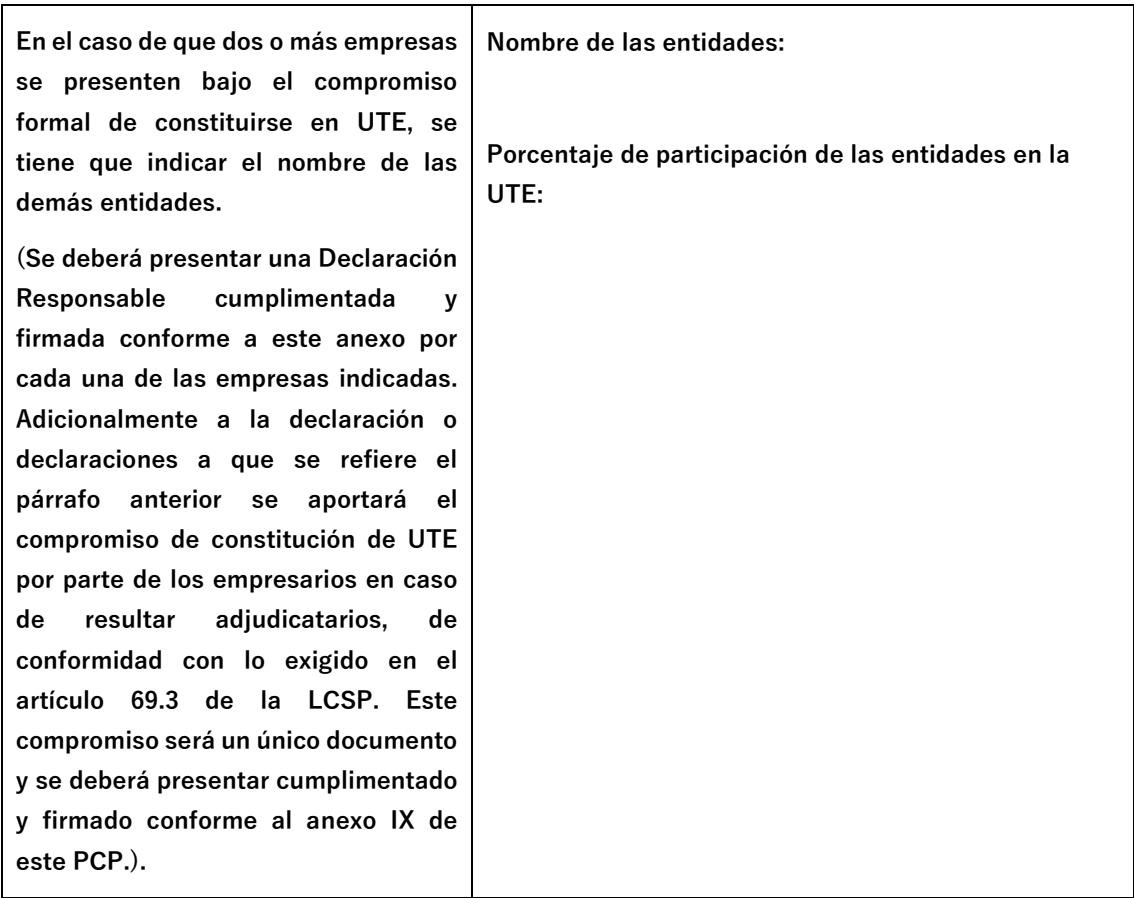 En el caso de que dos o más empresas
se presenten bajo el compromiso
formal de constituirse en UTE, se
tiene que indicar el nombre de las
demás entidades.
(Se deberá presentar una Declaración
Responsable cumplimentada y
firmada conforme a este anexo por
cada una de las empresas indicadas.
Adicionalmente a la declaración o
declaraciones a que se refiere el
párrafo anterior se aportará el
compromiso de constitución de UTE
por parte de los empresarios en caso
de resultar adjudicatarios, de
conformidad con lo exigido en el
artículo 69.3 de la LCSP. Este
compromiso será un único documento
y se deberá presentar cumplimentado
y firmado conforme al anexo IX de
este PCP.).
Nombre de las entidades:
Porcentaje de participación de las entidades en la
UTE: